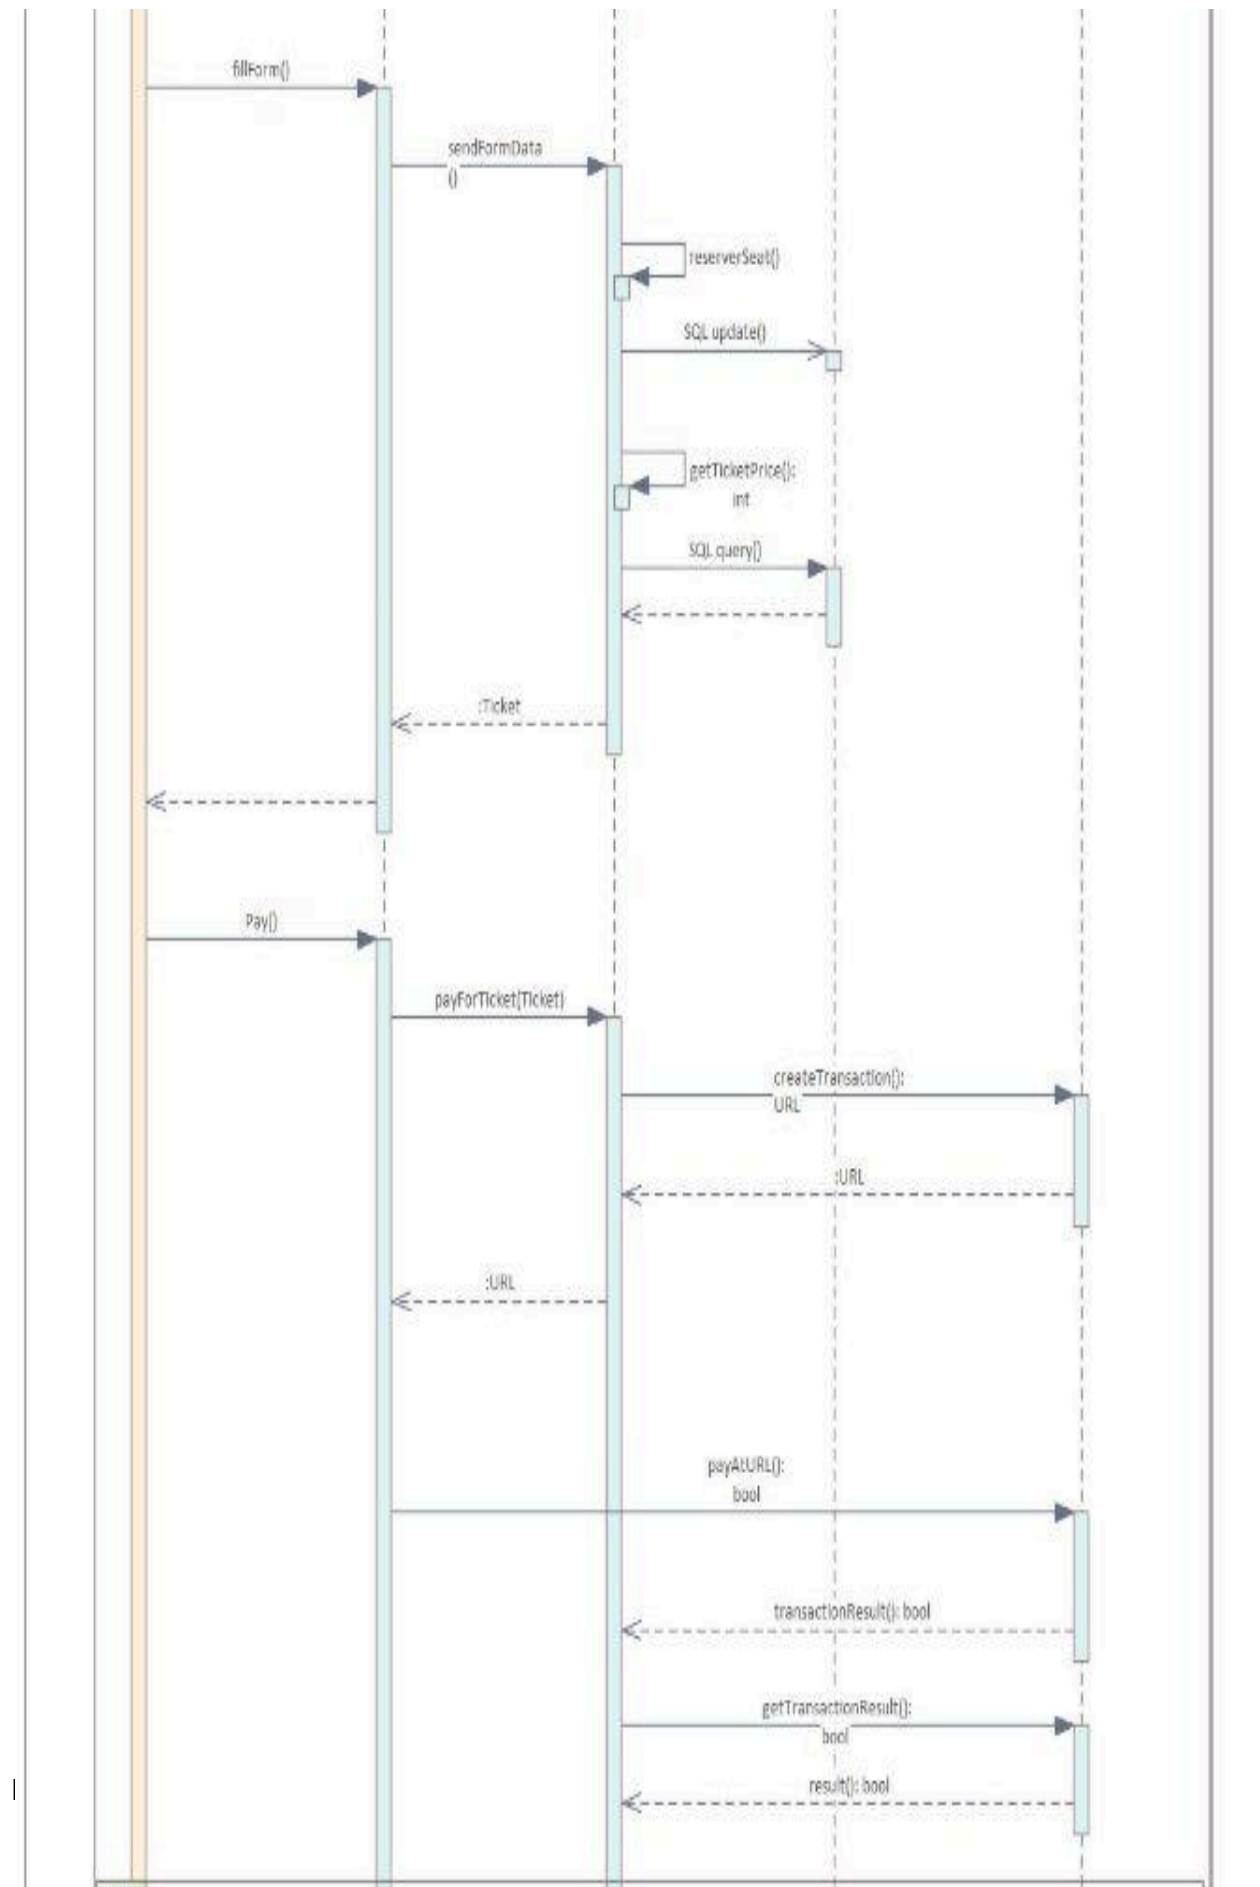 fillForm()
sendFormData
()
reserverSeat()
SQL update()
getTicketPrice():
int
SQL query()
:Ticket
Pay()
payForTicket(Ticket)
createTransaction():
URL
:URL
:URL
payAtURL():
bool
transactionResult(): bool
getTransactionResult():
bool
result(): bool